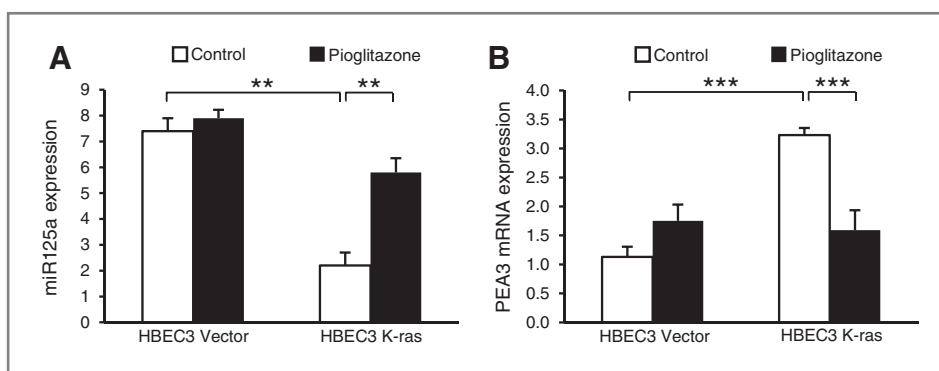 A
Control
Pioglitazone
**
**
miR125a expression
9
8
7
6
5
4
3
2
1
0
HBEC3 Vector
HBEC3 K-ras
B
Control
Pioglitazone
***
***
PEA3 mRNA expression
4.0
3.5
3.0
2.5
2.0
1.5
1.0
0.5
0.0
HBEC3 Vector
HBEC3 K-ras